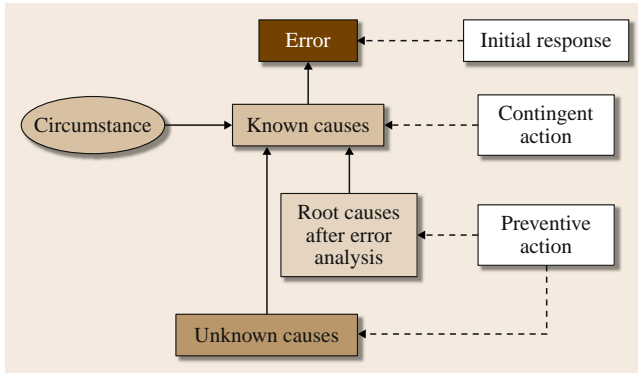 Error
Initial response
Circumstance
Known causes
Contingent
action
Root causes
after error
analysis
Preventive
action
Unknown causes